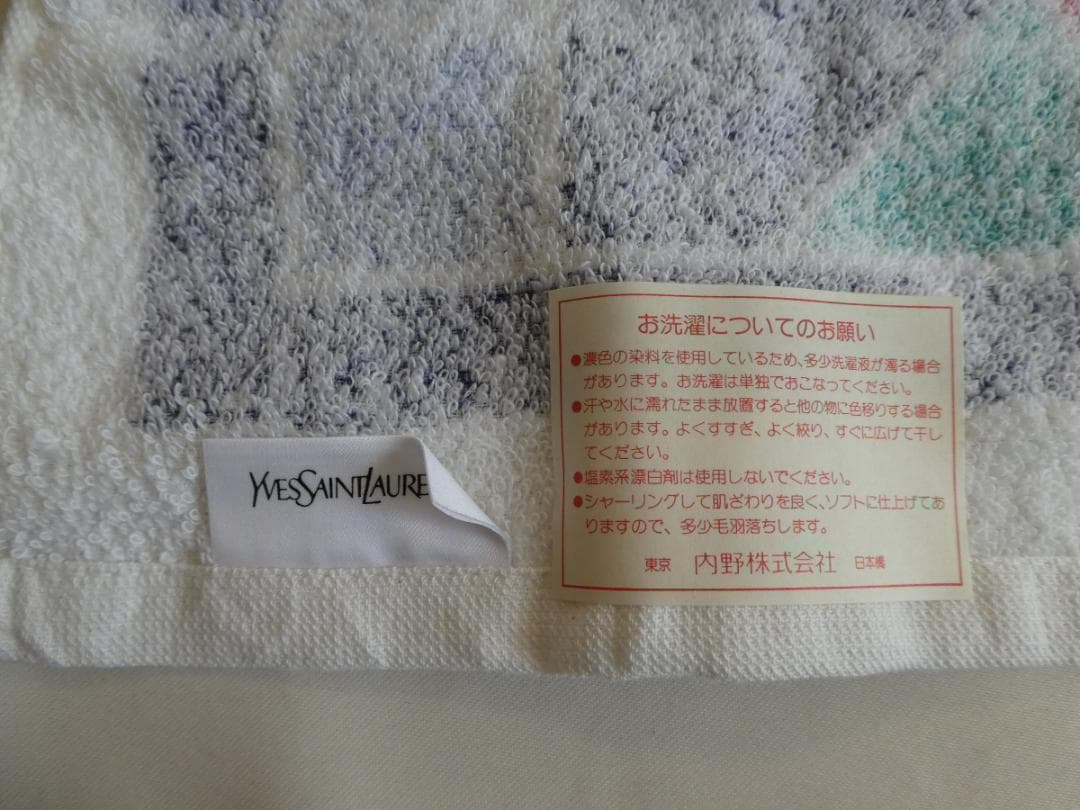 YVESSAINTLAURE
お洗濯についてのお願い
●濃色の染料を使用しているため、多少洗濯液が濁る場合
があります。お洗濯は単独でおこなってください。
●汗や水に濡れたまま放置すると他の物に色移りする場合
があります。よくすすぎ、よく絞り、すぐに広げて干し
てください。
●塩素系漂白剤は使用しないでください。
●シャーリングして肌ざわりを良く、ソフトに仕上げてあ
りますので、多少毛羽落ちします。
東京 内野株式会社 日本橋